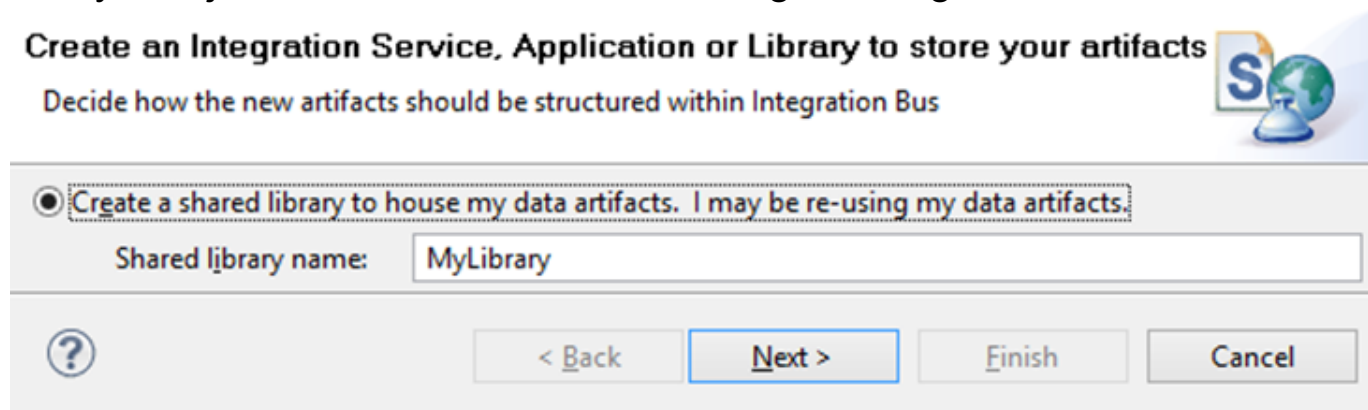 Create an Integration Service, Application or Library to store your artifacts
Decide how the new artifacts should be structured within Integration Bus
S
Create a shared library to house my data artifacts.  I may be re-using my data artifacts.
Shared library name: MyLibrary
? < Back Next > Finish Cancel